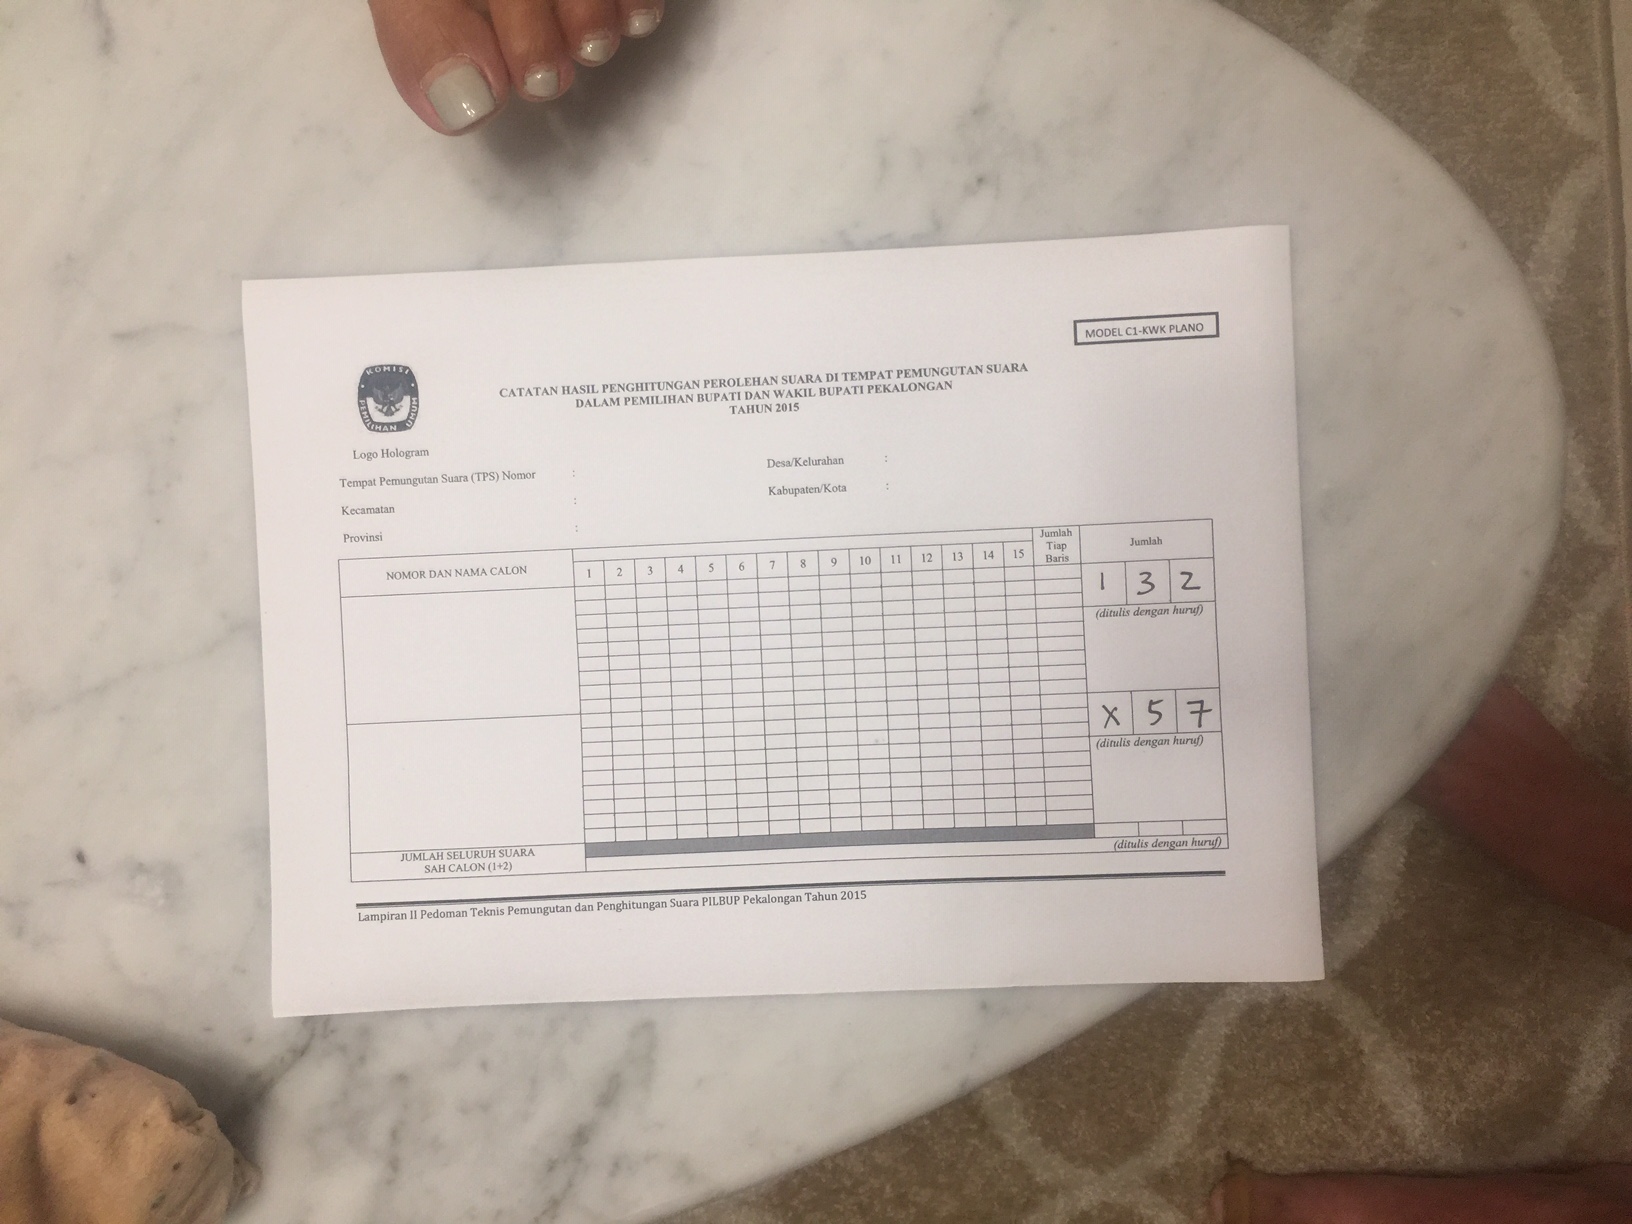 MODEL C1-KWK PLANO
KOMISI PEMILIHAN UMUM
CATATAN HASIL PENGHITUNGAN PEROLEHAN SUARA DI TEMPAT PEMUNGUTAN SUARA
DALAM PEMILIHAN BUPATI DAN WAKIL BUPATI PEKALONGAN
TAHUN 2015
Logo Hologram
Tempat Pemungutan Suara (TPS) Nomor : Desa/Kelurahan :
Kecamatan : Kabupaten/Kota :
Provinsi :
NOMOR DAN NAMA CALON 1 2 3 4 5 6 7 8 9 10 11 12 13 14 15 Jumlah Tiap Baris Jumlah
1 3 2
(ditulis dengan huruf)
X 5 7
(ditulis dengan huruf)
JUMLAH SELURUH SUARA
SAH CALON (1+2)
(ditulis dengan huruf)
Lampiran II Pedoman Teknis Pemungutan dan Penghitungan Suara PILBUP Pekalongan Tahun 2015